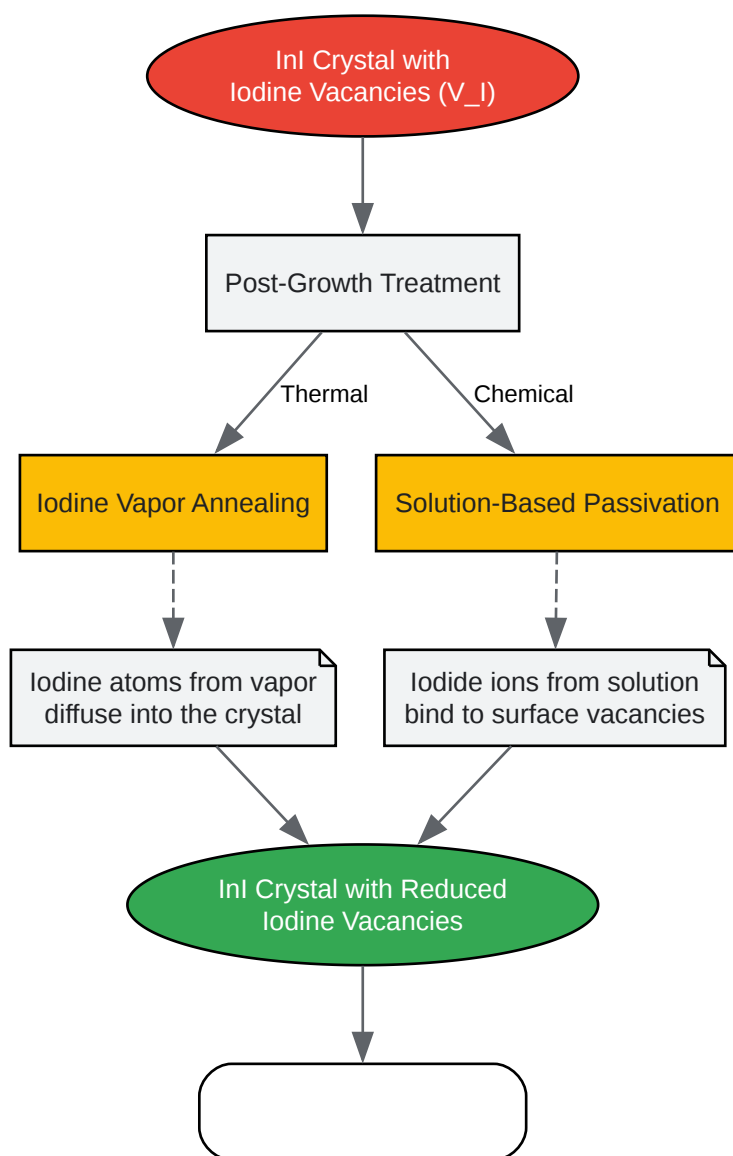 InI Crystal with
Iodine Vacancies (V_I)
Post-Growth Treatment
Thermal
Chemical
Iodine Vapor Annealing
Solution-Based Passivation
Iodine atoms from vapor
diffuse into the crystal
Iodide ions from solution
bind to surface vacancies
InI Crystal with Reduced
Iodine Vacancies